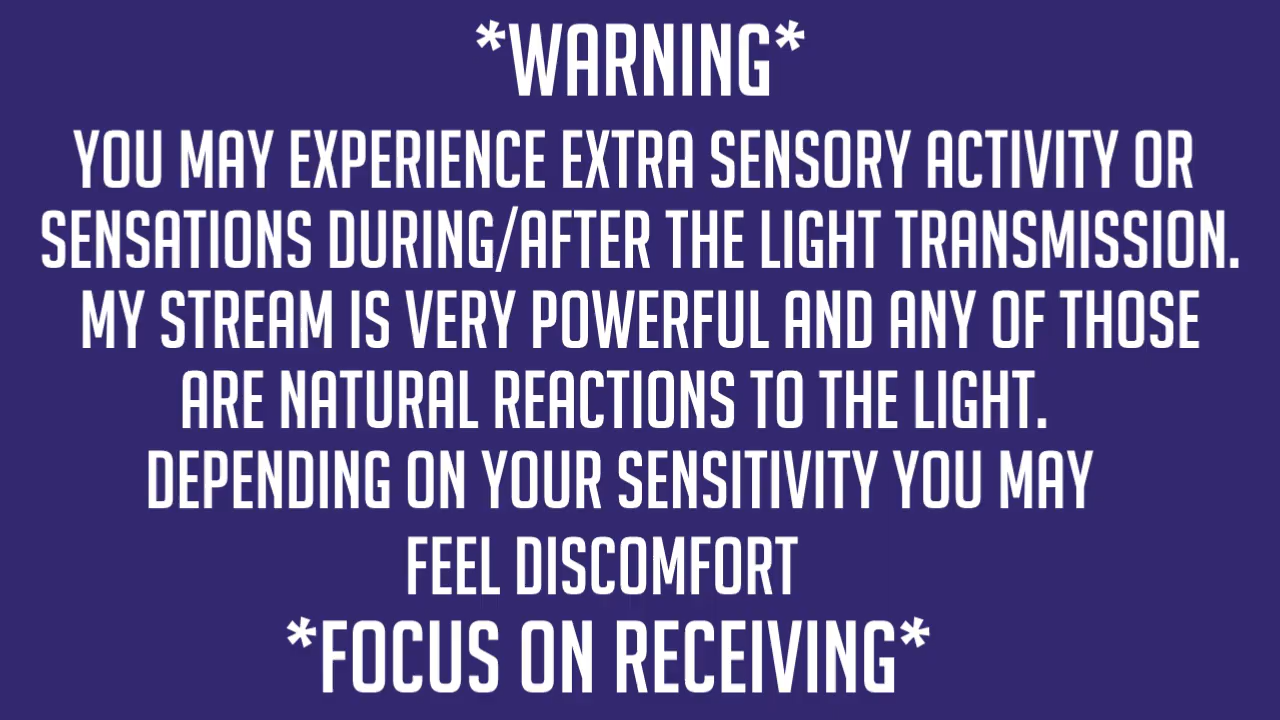 *WARNING*
YOU MAY EXPERIENCE EXTRA SENSORY ACTIVITY OR
SENSATIONS DURING/AFTER THE LIGHT TRANSMISSION.
MY STREAM IS VERY POWERFUL AND ANY OF THOSE
ARE NATURAL REACTIONS TO THE LIGHT.
DEPENDING ON YOUR SENSITIVITY YOU MAY
FEEL DISCOMFORT
*FOCUS ON RECEIVING*